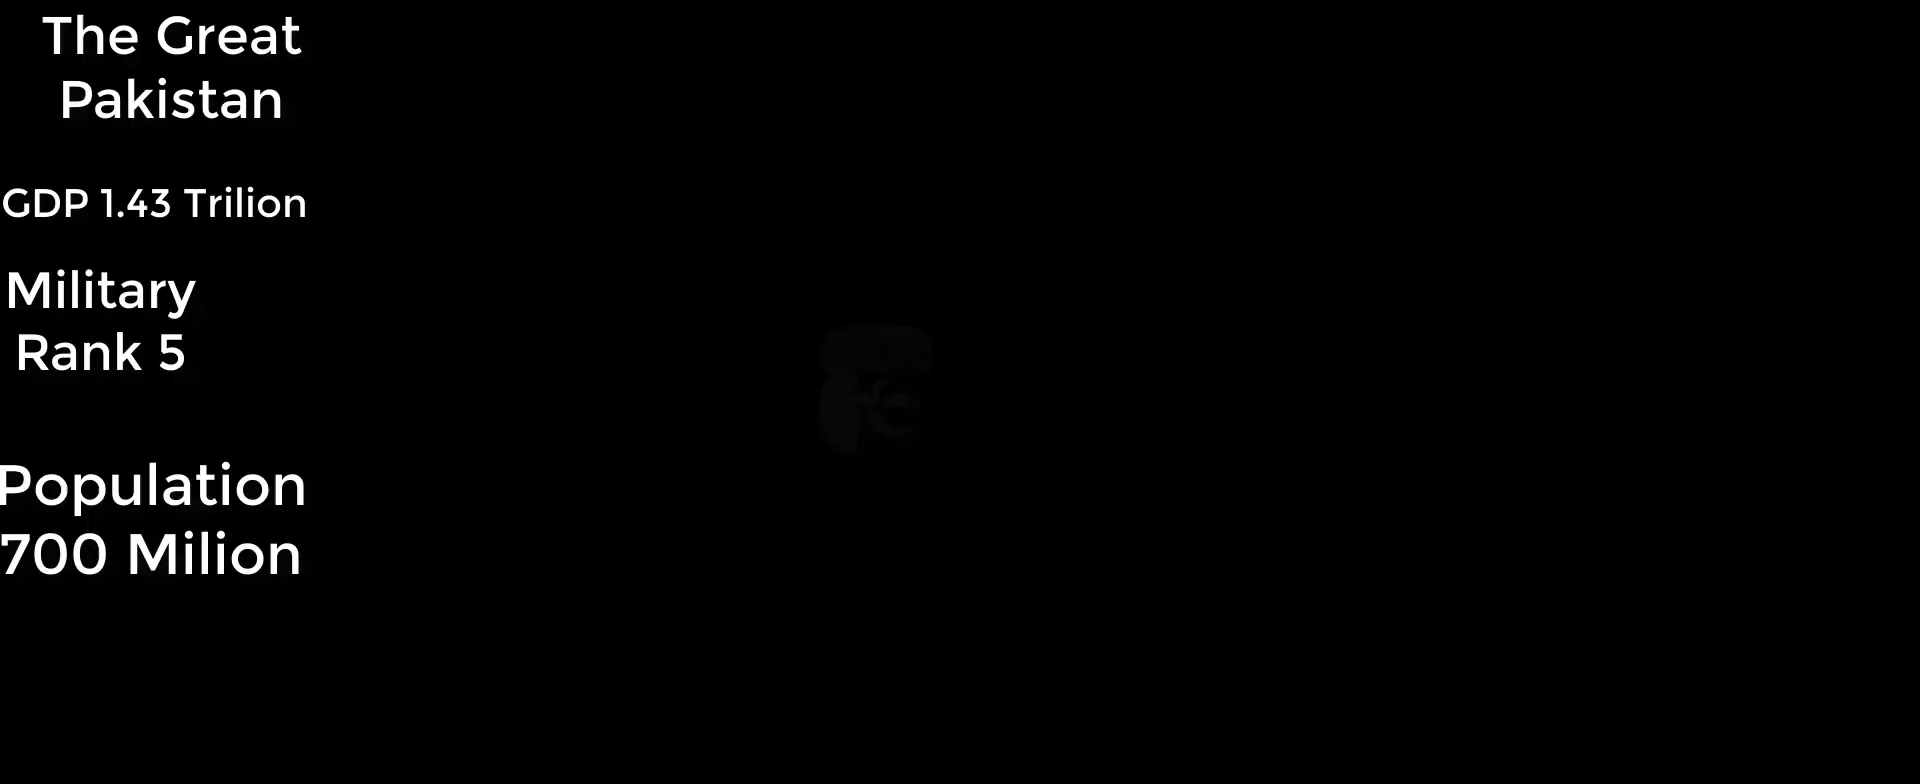 The Great
Pakistan
GDP 1.43 Trilion
Military
Rank 5
Population
700 Milion